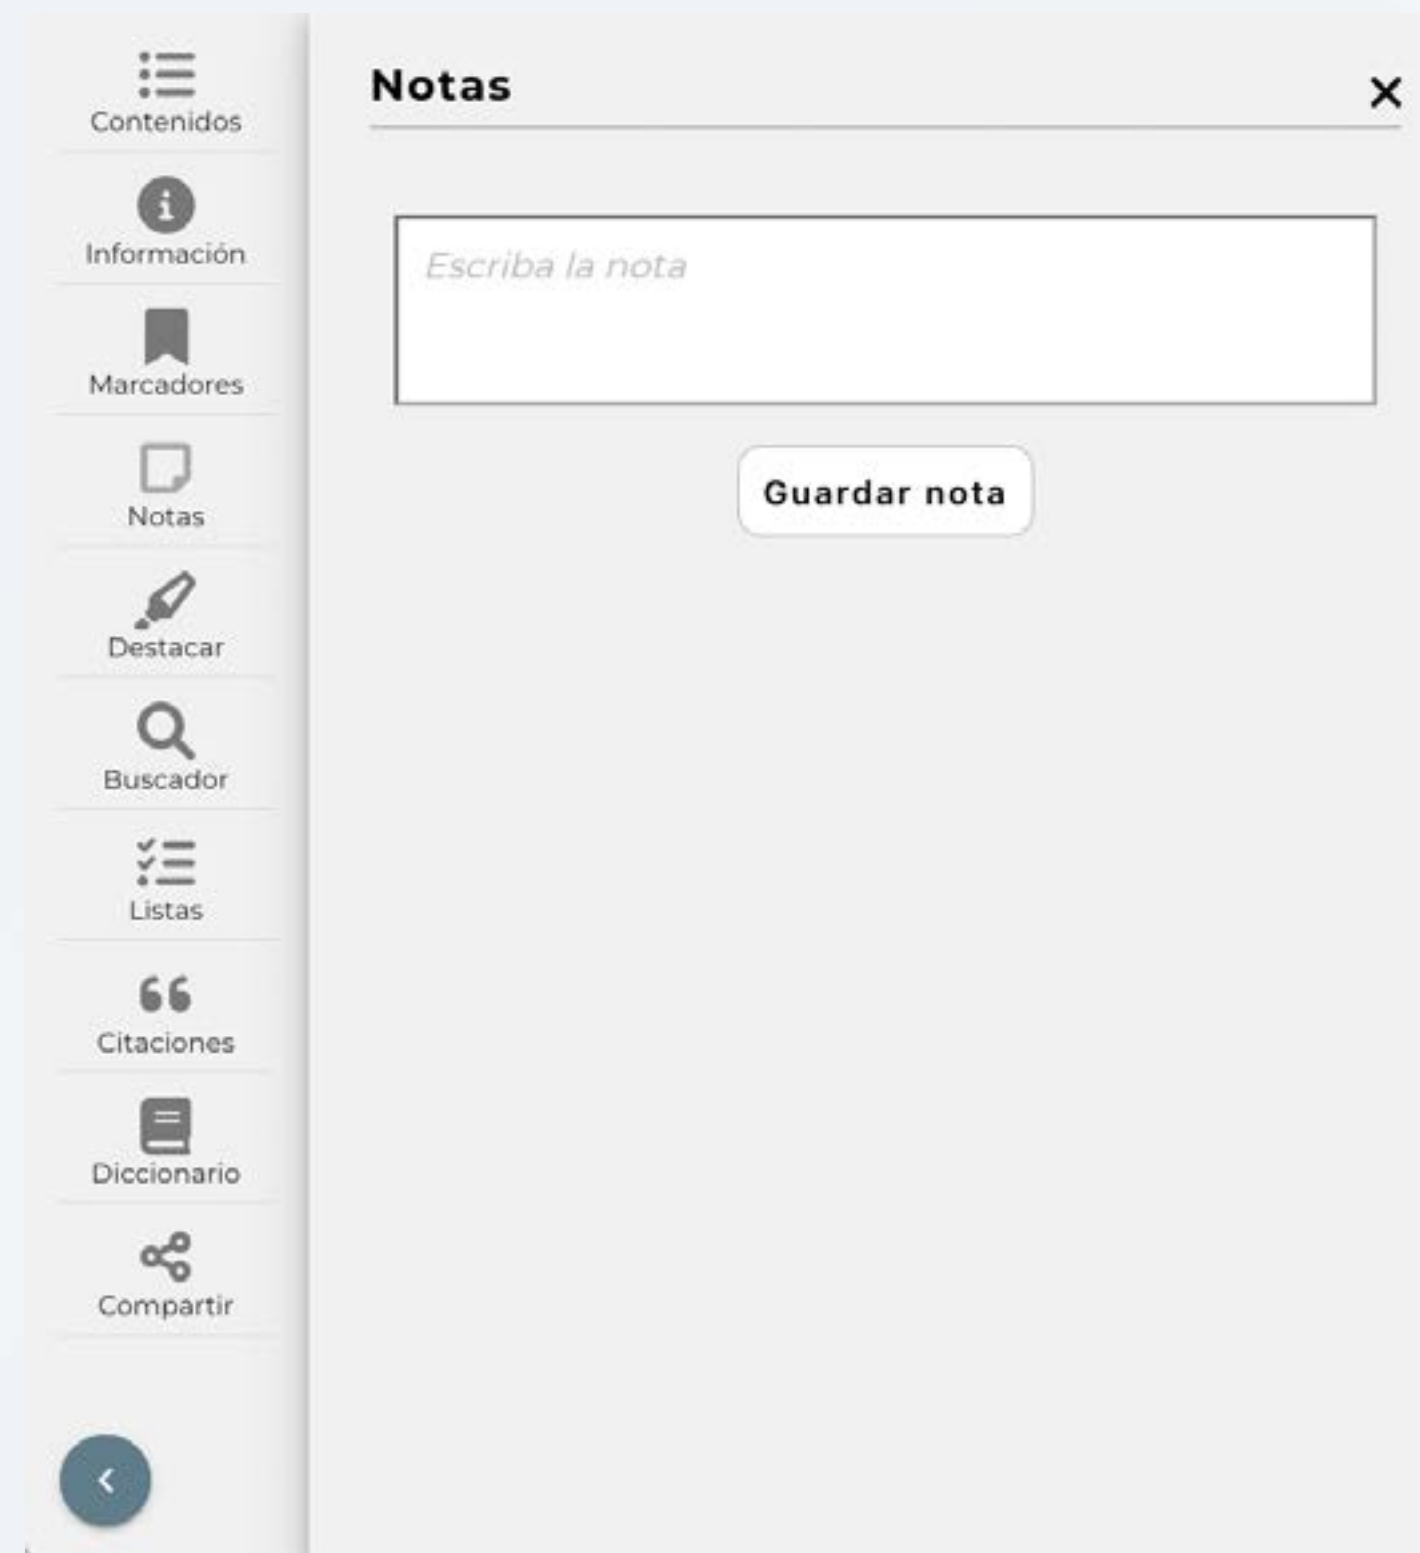 Contenidos
Información
Marcadores
Notas
Destacar
Buscador
Listas
Citaciones
Diccionario
Compartir
Notas
Escriba la nota
Guardar nota